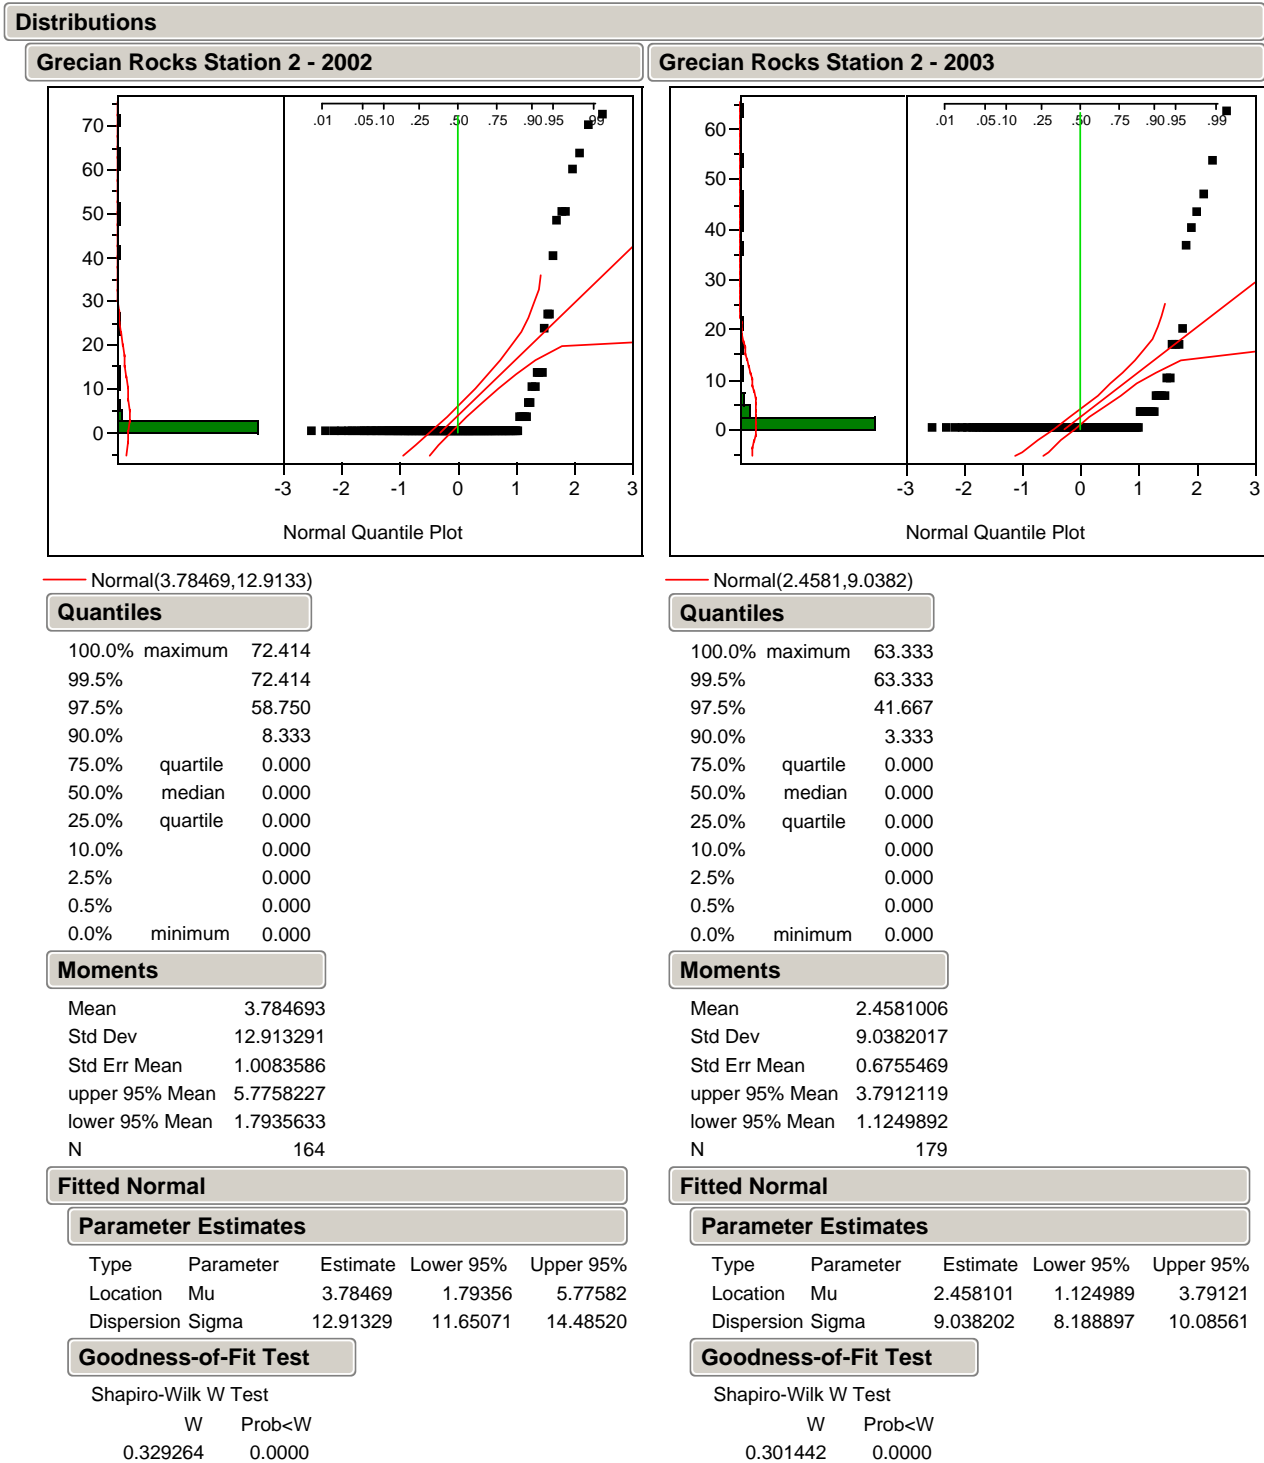 Distributions
Grecian Rocks Station 2 - 2002
70
60
50
40
30
20
10
0
.01 .05 .10 .25 .50 .75 .90 .95 .99
-3 -2 -1 0 1 2 3
Normal Quantile Plot
Normal(3.78469,12.9133)
Quantiles
100.0% maximum 72.414
99.5% 72.414
97.5% 58.750
90.0% 8.333
75.0% quartile 0.000
50.0% median 0.000
25.0% quartile 0.000
10.0% 0.000
2.5% 0.000
0.5% 0.000
0.0% minimum 0.000
Moments
Mean 3.784693
Std Dev 12.913291
Std Err Mean 1.0083586
upper 95% Mean 5.7758227
lower 95% Mean 1.7935633
N 164
Fitted Normal
Parameter Estimates
Type Parameter Estimate Lower 95% Upper 95%
Location Mu 3.78469 1.79356 5.77582
Dispersion Sigma 12.91329 11.65071 14.48520
Goodness-of-Fit Test
Shapiro-Wilk W Test
W Prob<W
0.329264 0.0000
Grecian Rocks Station 2 - 2003
60
50
40
30
20
10
0
.01 .05 .10 .25 .50 .75 .90 .95 .99
-3 -2 -1 0 1 2 3
Normal Quantile Plot
Normal(2.4581,9.0382)
Quantiles
100.0% maximum 63.333
99.5% 63.333
97.5% 41.667
90.0% 3.333
75.0% quartile 0.000
50.0% median 0.000
25.0% quartile 0.000
10.0% 0.000
2.5% 0.000
0.5% 0.000
0.0% minimum 0.000
Moments
Mean 2.4581006
Std Dev 9.0382017
Std Err Mean 0.6755469
upper 95% Mean 3.7912119
lower 95% Mean 1.1249892
N 179
Fitted Normal
Parameter Estimates
Type Parameter Estimate Lower 95% Upper 95%
Location Mu 2.458101 1.124989 3.79121
Dispersion Sigma 9.038202 8.188897 10.08561
Goodness-of-Fit Test
Shapiro-Wilk W Test
W Prob<W
0.301442 0.0000